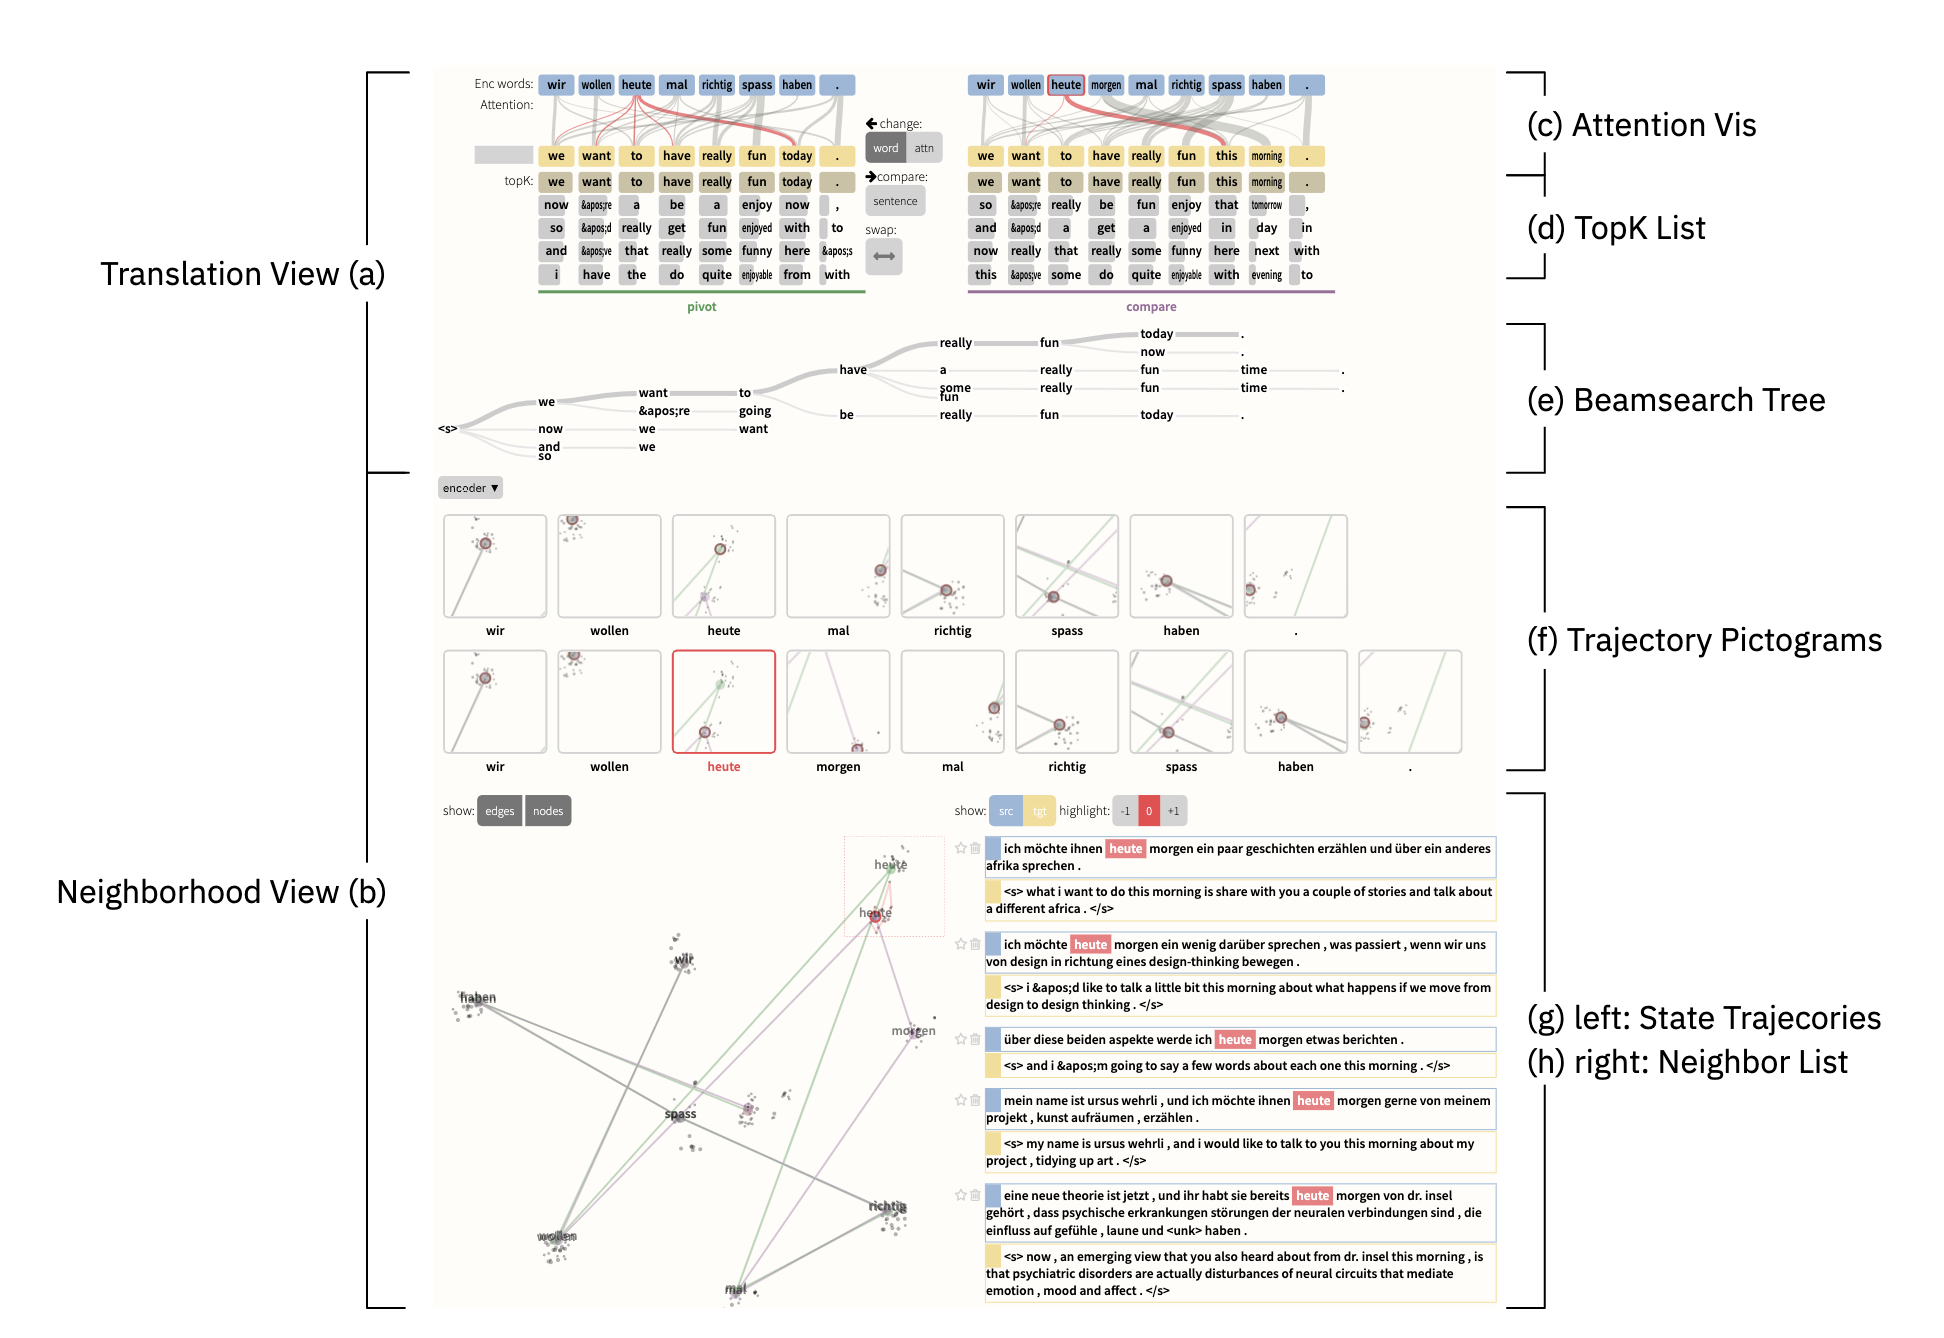 Translation View (a)
Neighborhood View (b)
(c) Attention Vis
(d) TopK List
(e) Beamsearch Tree
(f) Trajectory Pictograms
(g) left: State Trajecories
(h) right: Neighbor List
Enc words: wir wollen heute mal richtig spass haben .
Attention:
we want to have really fun today .
topK: we want to have really fun today .
now &apos;re a be a enjoy now ,
so &apos;d really get fun enjoyed with to
and &apos;ve that really some funny here &apos;s
i have the do quite enjoyable from with
pivot
change:
word attn
compare:
sentence
swap:
wir wollen heute morgen mal richtig spass haben .
we want to have really fun this morning .
we want to have really fun this morning .
so &apos;re really be fun enjoy that tomorrow ,
and &apos;d a get a enjoyed in day in
now really that really some funny here next with
this &apos;ve some do quite enjoyable with evening to
compare
today .
really fun
now .
have a really fun time .
want to some really fun time .
we fun
&apos;re going be really fun today .
<s> now we want
and we
so
encoder ▼
wir wollen heute mal richtig spass haben .
wir wollen heute morgen mal richtig spass haben .
show: edges nodes
heute
heute
wir
haben
morgen
spass
richtig
wollen
mal
show: src tgt highlight: -1 0 +1
ich möchte ihnen heute morgen ein paar geschichten erzählen und über ein anderes
afrika sprechen .
<s> what i want to do this morning is share with you a couple of stories and talk about
a different africa . </s>
ich möchte heute morgen ein wenig darüber sprechen , was passiert , wenn wir uns
von design in richtung eines design-thinking bewegen .
<s> i &apos;d like to talk a little bit this morning about what happens if we move from
design to design thinking . </s>
über diese beiden aspekte werde ich heute morgen etwas berichten .
<s> and i &apos;m going to say a few words about each one this morning . </s>
mein name ist ursus wehrli , und ich möchte ihnen heute morgen gerne von meinem
projekt , kunst aufräumen , erzählen .
<s> my name is ursus wehrli , and i would like to talk to you this morning about my
project , tidying up art . </s>
eine neue theorie ist jetzt , und ihr habt sie bereits heute morgen von dr. insel
gehört , dass psychische erkrankungen störungen der neuralen verbindungen sind , die
einfluss auf gefühle , laune und <unk> haben .
<s> now , an emerging view that you also heard about from dr. insel this morning , is
that psychiatric disorders are actually disturbances of neural circuits that mediate
emotion , mood and affect . </s>